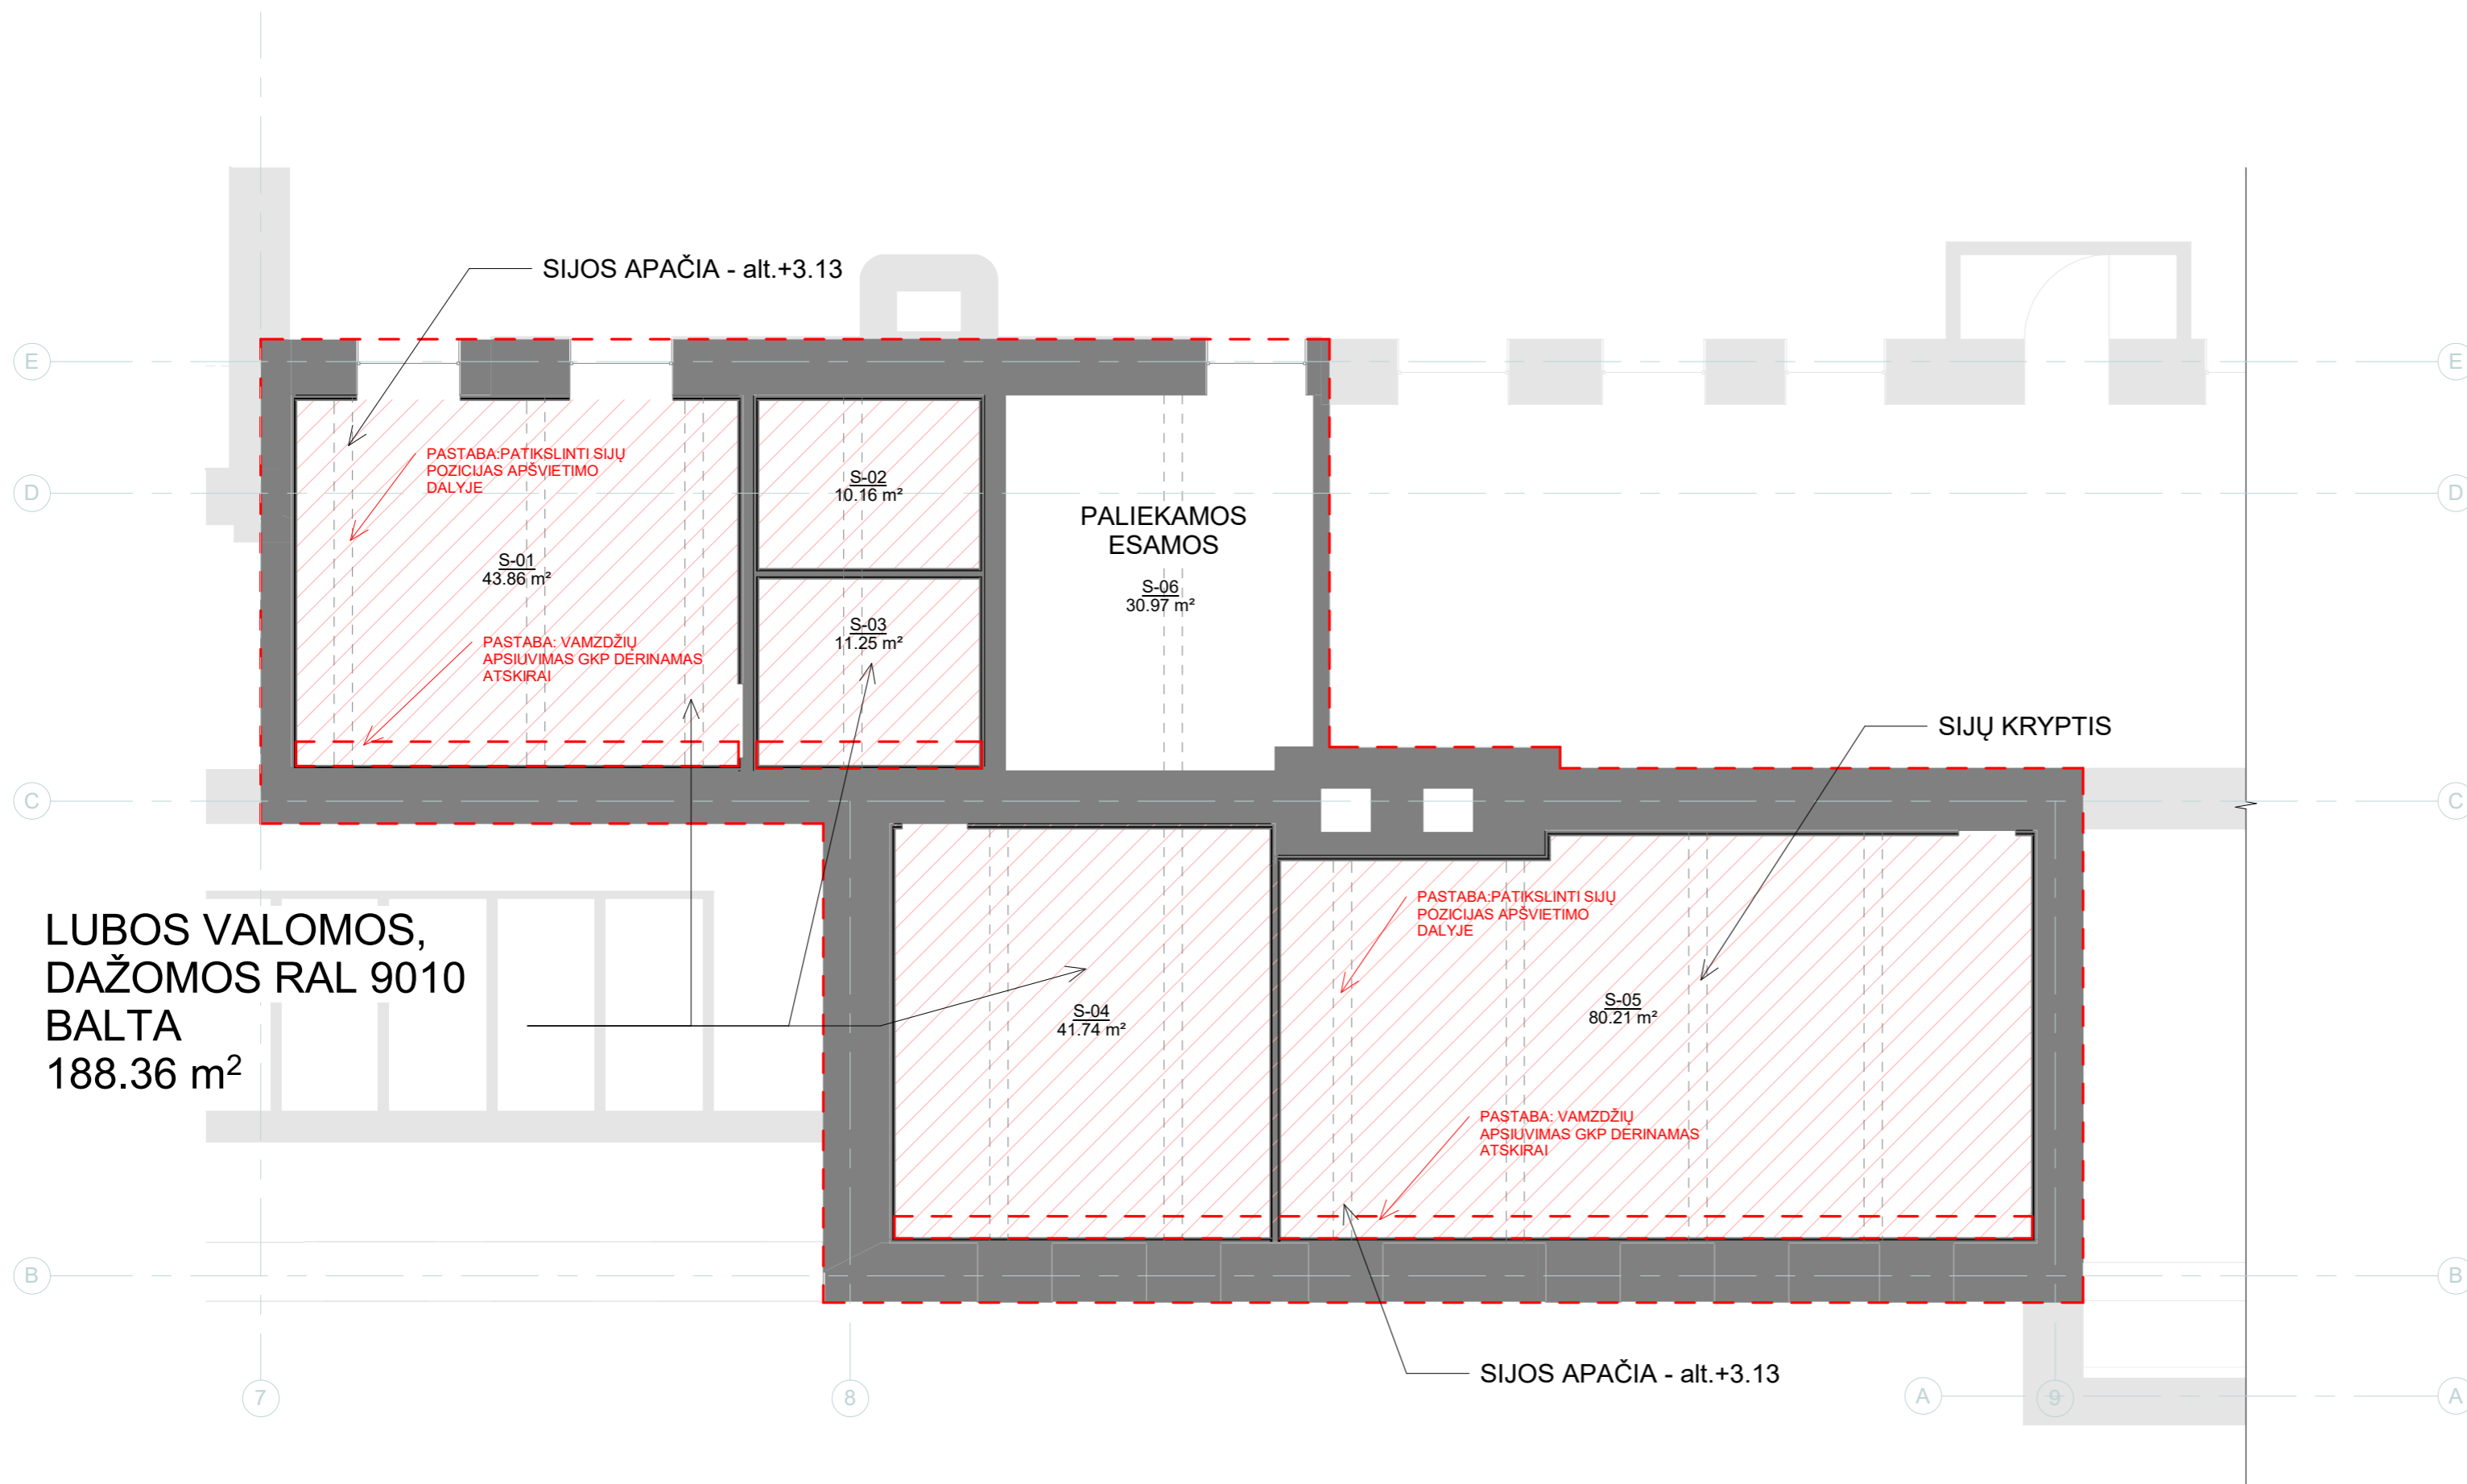 SIJOS APAČIA - alt.+3.13
E
E
PASTABA:PATIKSLINTI SIJŲ
POZICIJAS APŠVIETIMO
DALYJE
S-02
10.16 m²
D
D
PALIEKAMOS
ESAMOS
S-01
43.86 m²
S-06
30.97 m²
S-03
11.25 m²
PASTABA: VAMZDŽIŲ
APSIUVIMAS GKP DERINAMAS
ATSKIRAI
SIJŲ KRYPTIS
C
C
PASTABA:PATIKSLINTI SIJŲ
POZICIJAS APŠVIETIMO
DALYJE
LUBOS VALOMOS,
DAŽOMOS RAL 9010
BALTA
188.36 m²
S-04
41.74 m²
S-05
80.21 m²
PASTABA: VAMZDŽIŲ
APSIUVIMAS GKP DERINAMAS
ATSKIRAI
B
B
SIJOS APAČIA - alt.+3.13
7
8
A
9
A